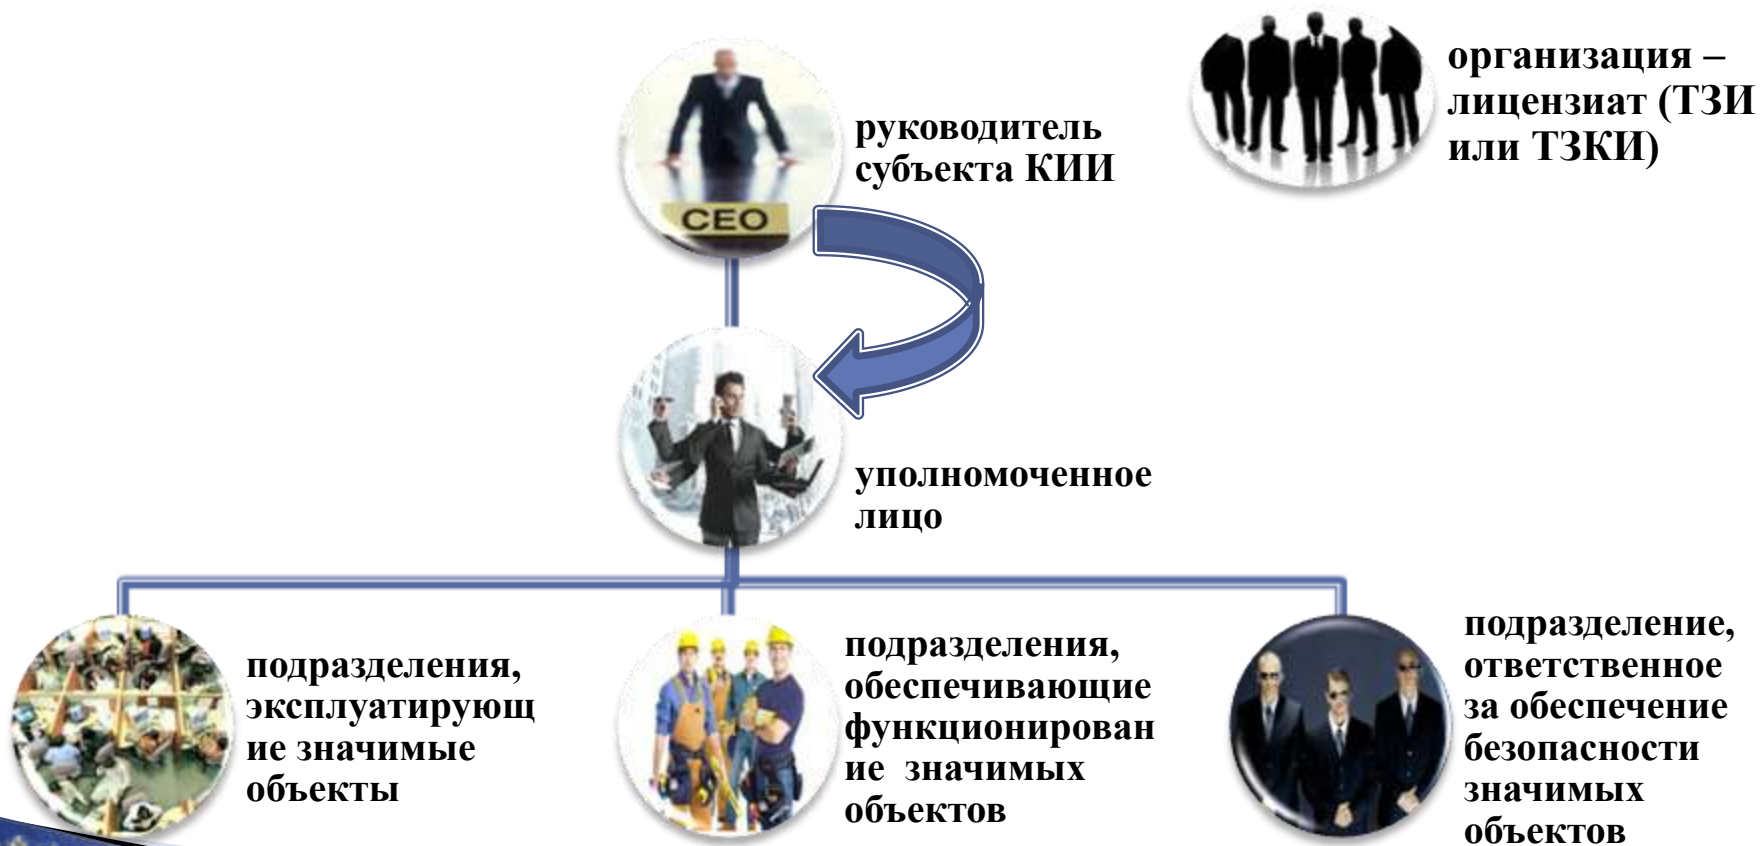 организация –
лицензиат (ТЗИ
или ТЗКИ)
руководитель
субъекта КИИ
CEO
уполномоченное
лицо
подразделения,
эксплуатирующ
ие значимые
объекты
подразделения,
обеспечивающие
функционирован
ие значимых
объектов
подразделение,
ответственное
за обеспечение
безопасности
значимых
объектов